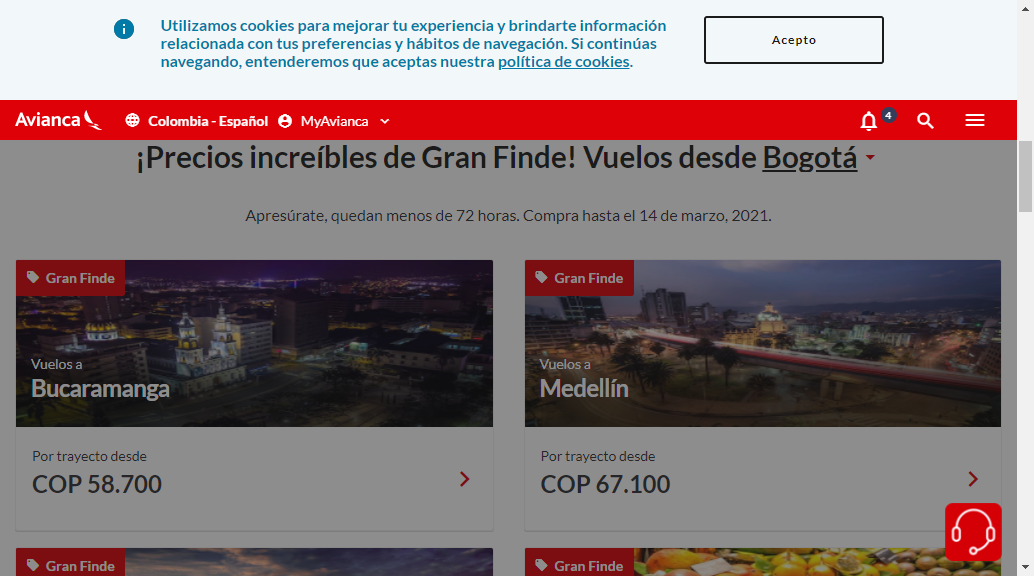 Utilizamos cookies para mejorar tu experiencia y brindarte información
relacionada con tus preferencias y hábitos de navegación. Si continúas
navegando, entenderemos que aceptas nuestra política de cookies.
Acepto
Avianca
Colombia - Español
MyAvianca
4
¡Precios increíbles de Gran Finde! Vuelos desde Bogotá
Apresúrate, quedan menos de 72 horas. Compra hasta el 14 de marzo, 2021.
Gran Finde
Vuelos a
Bucaramanga
Por trayecto desde
COP 58.700
Gran Finde
Vuelos a
Medellín
Por trayecto desde
COP 67.100
Gran Finde
Gran Finde